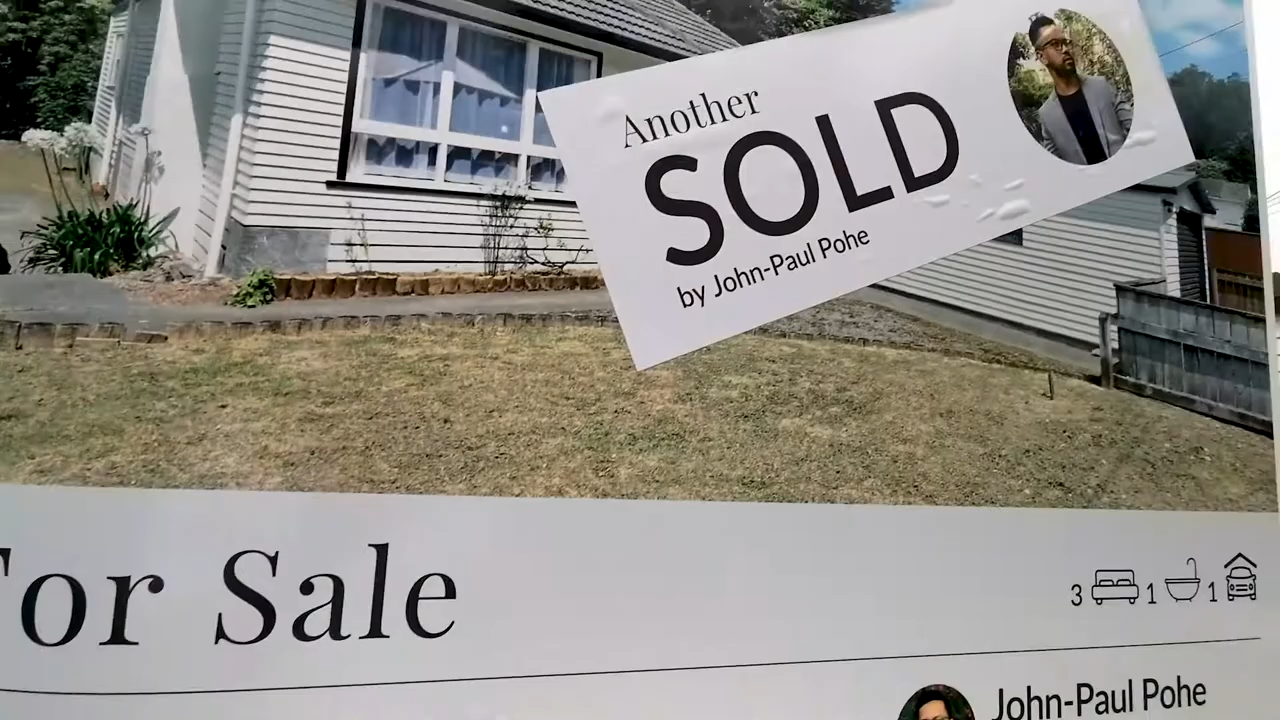 Another
SOLD
by John-Paul Pohe
For Sale
3 1 1
John-Paul Pohe